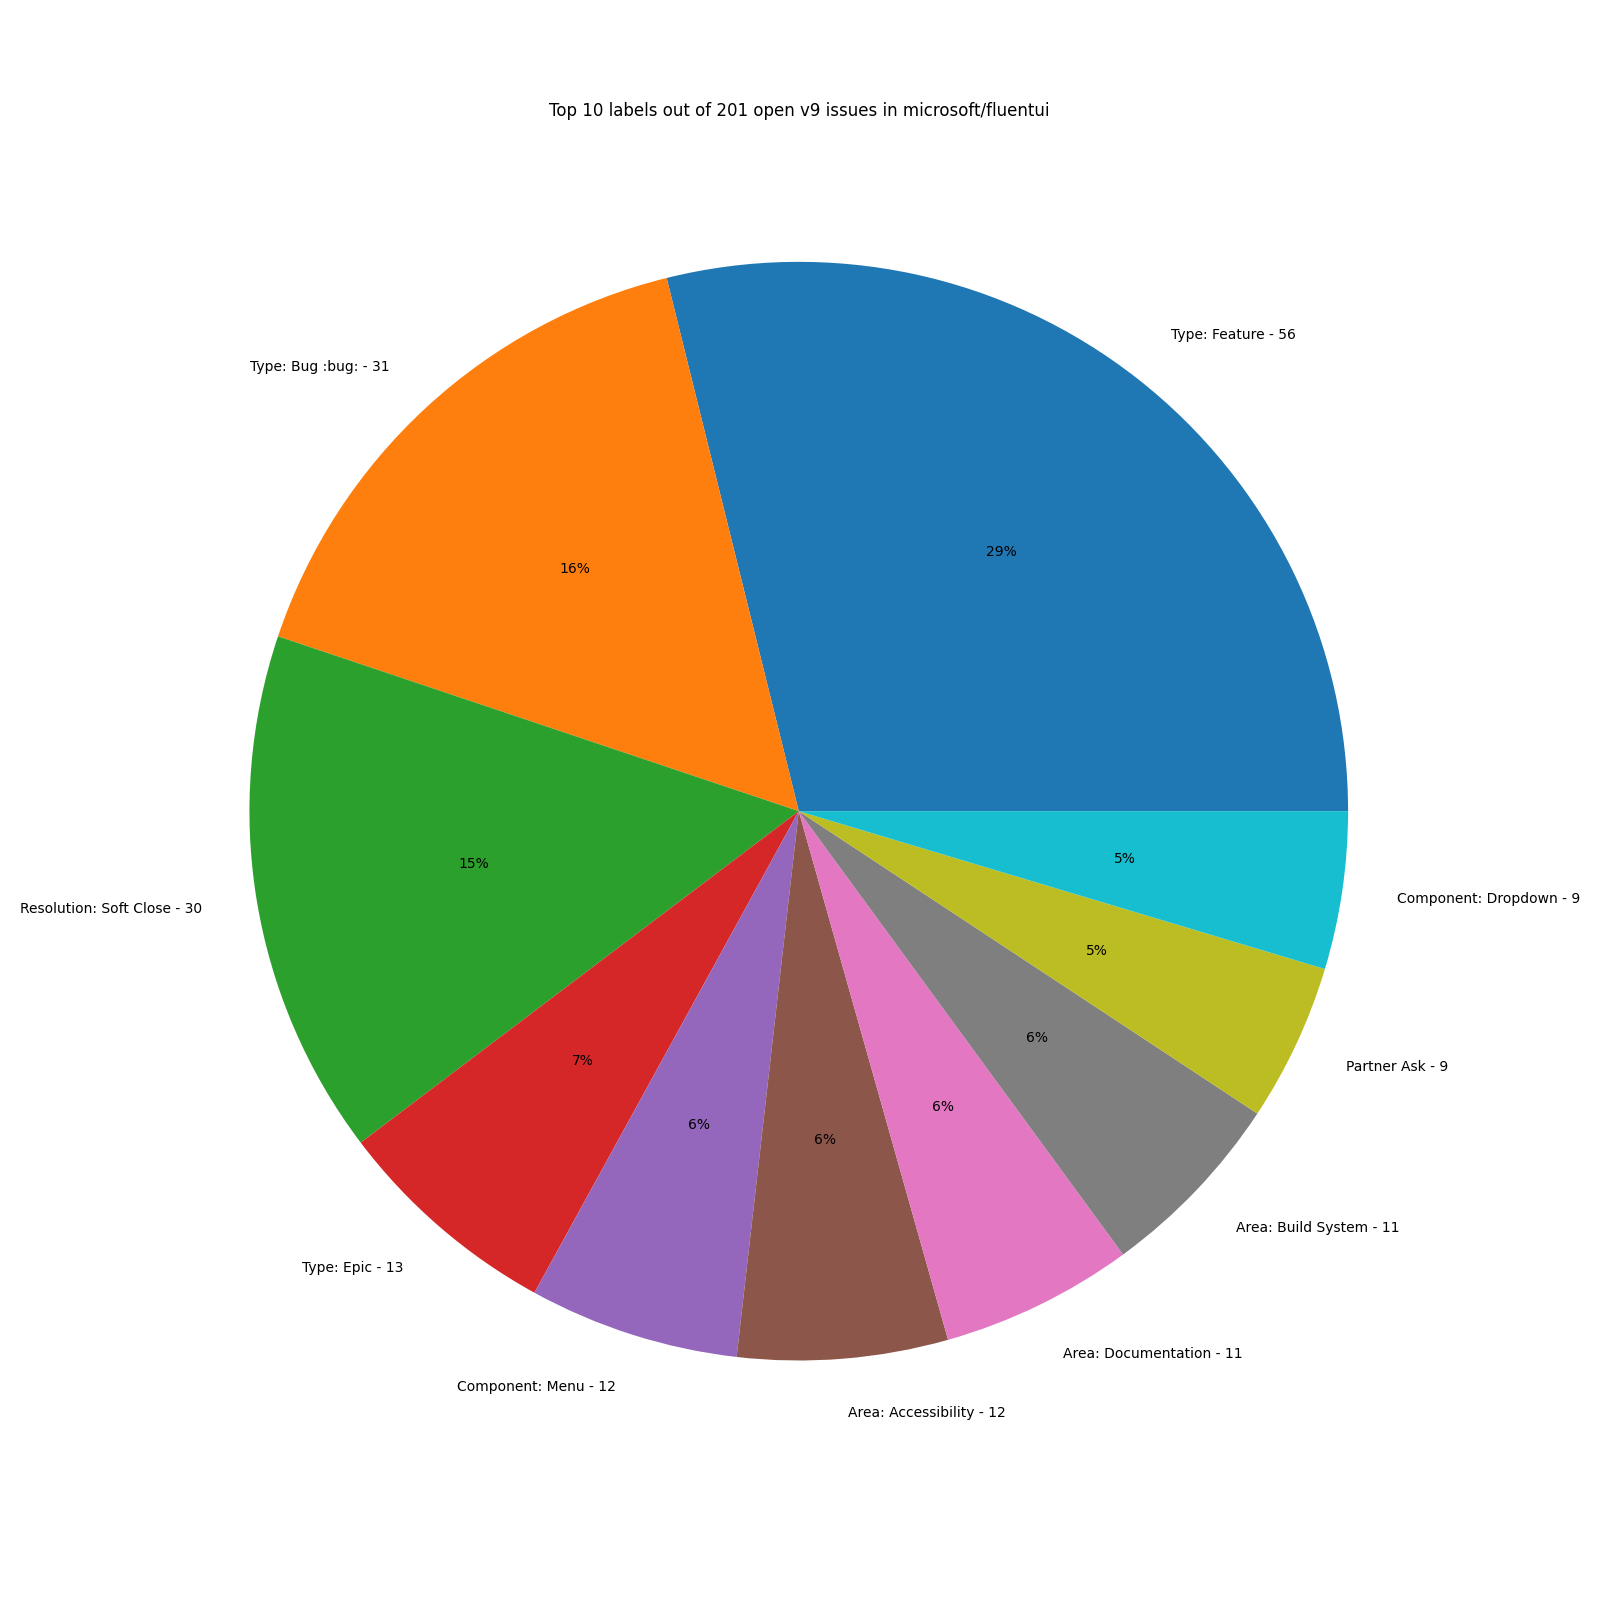 Top 10 labels out of 201 open v9 issues in microsoft/fluentui
Type: Feature - 56
29%
Type: Bug :bug: - 31
16%
Resolution: Soft Close - 30
15%
Type: Epic - 13
7%
Component: Menu - 12
6%
Area: Accessibility - 12
6%
Area: Documentation - 11
6%
Area: Build System - 11
6%
Partner Ask - 9
5%
Component: Dropdown - 9
5%